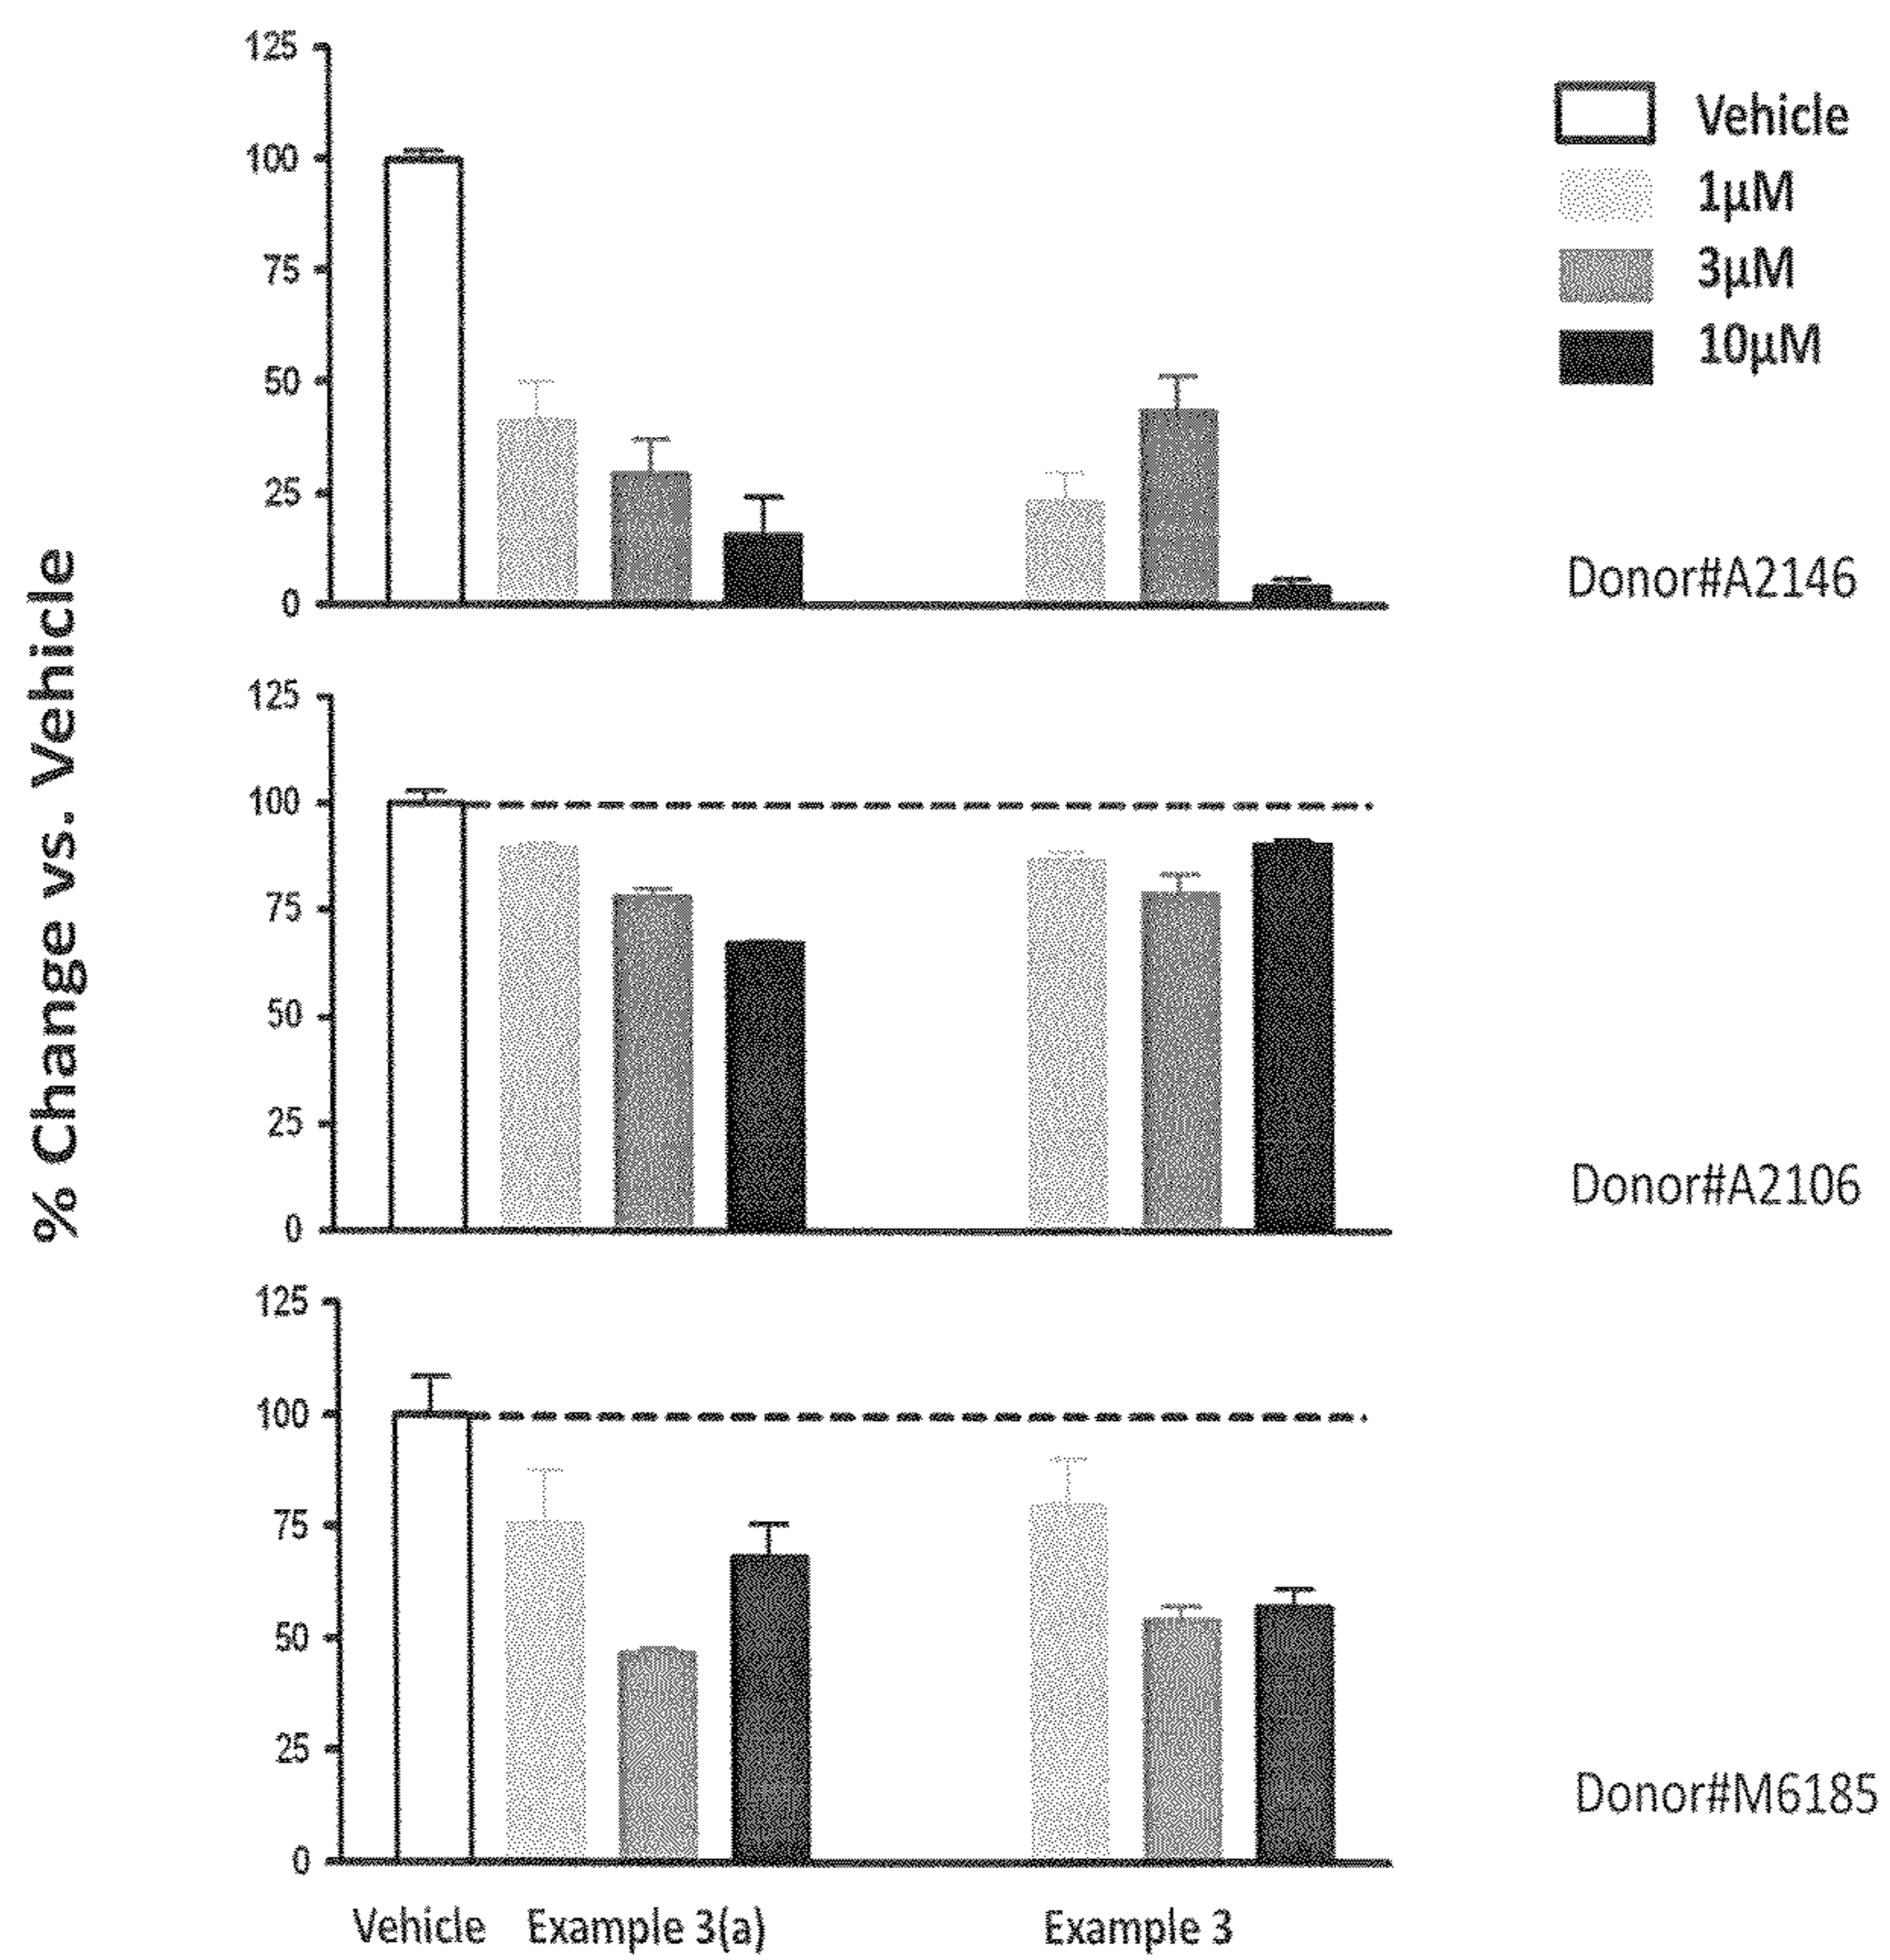 % Change vs. Vehicle
125
100
75
50
25
0
Vehicle
1µM
3µM
10µM
Donor#A2146
125
100
75
50
25
0
Donor#A2106
125
100
75
50
25
0
Donor#M6185
Vehicle Example 3(a) Example 3